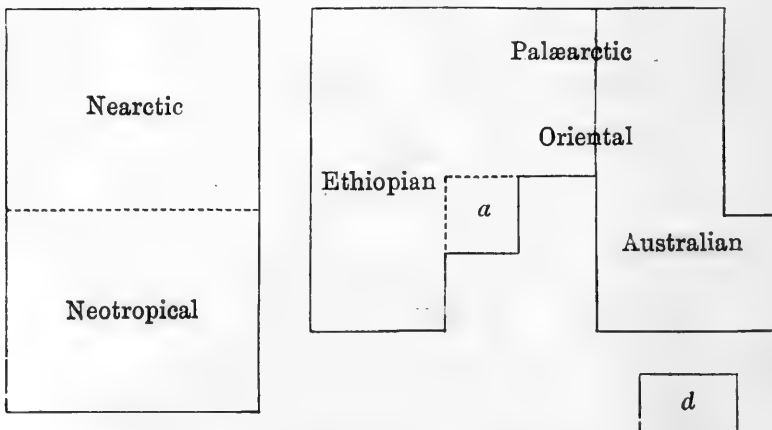 Nearctic
Neotropical
Palæarctic
Oriental
Ethiopian
a
Australian
d